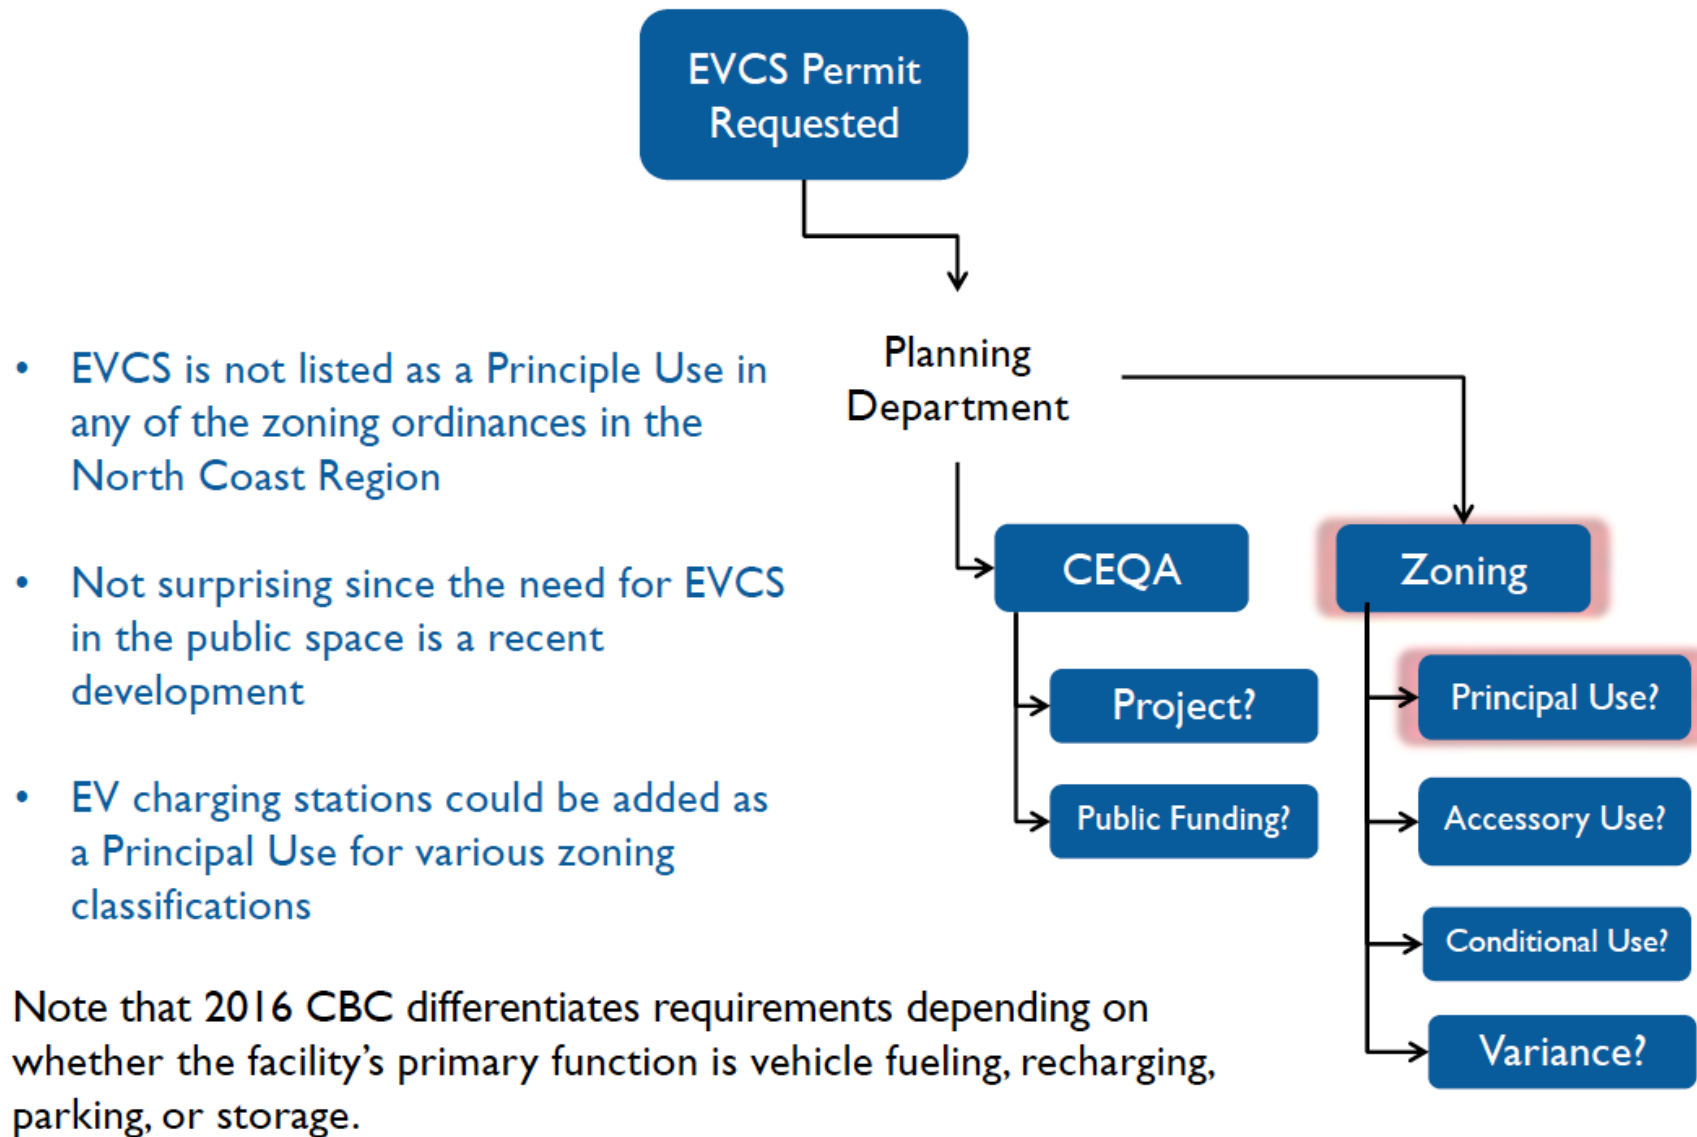 EVCS Permit
Requested
Planning
Department
• EVCS is not listed as a Principle Use in
any of the zoning ordinances in the
North Coast Region
• Not surprising since the need for EVCS
in the public space is a recent
development
• EV charging stations could be added as
a Principal Use for various zoning
classifications
CEQA
Project?
Public Funding?
Zoning
Principal Use?
Accessory Use?
Conditional Use?
Variance?
Note that 2016 CBC differentiates requirements depending on
whether the facility's primary function is vehicle fueling, recharging,
parking, or storage.